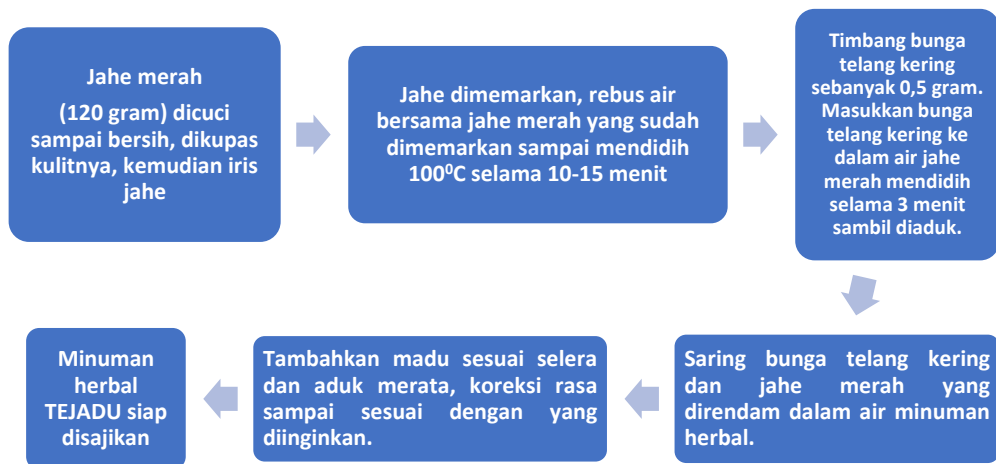 Jahe merah
(120 gram) dicuci
sampai bersih, dikupas
kulitnya, kemudian iris
jahe
Jahe dimemarkan, rebus air
bersama jahe merah yang sudah
dimemarkan sampai mendidih
100⁰C selama 10-15 menit
Timbang bunga
telang kering
sebanyak 0,5 gram.
Masukkan bunga
telang kering ke
dalam air jahe
merah mendidih
selama 3 menit
sambil diaduk.
Saring bunga telang kering
dan jahe merah yang
direndam dalam air minuman
herbal.
Tambahkan madu sesuai selera
dan aduk merata, koreksi rasa
sampai sesuai dengan yang
diinginkan.
Minuman
herbal
TEJADU siap
disajikan